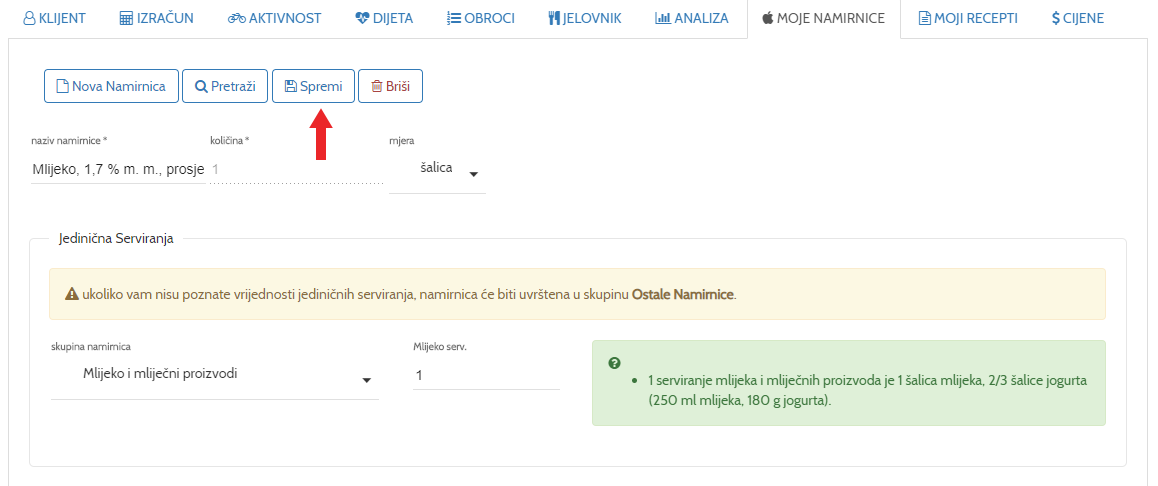 KLIJENT IZRAČUN AKTIVNOST DIJETA OBROCI JELOVNIK ANALIZA MOJE NAMIRNICE MOJI RECEPTI $ CIJENE
Nova Namirnica Pretraži Spremi Briši
naziv namirnice * količina * mjera
Mlijeko, 1,7 % m. m., prosje 1 šalica
Jedinična Serviranja
ukoliko vam nisu poznate vrijednosti jediničnih serviranja, namirnica će biti uvrštena u skupinu Ostale Namirnice.
skupina namirnica Mlijeko serv.
Mlijeko i mliječni proizvodi 1
• 1 serviranje mlijeka i mliječnih proizvoda je 1 šalica mlijeka, 2/3 šalice jogurta
(250 ml mlijeka, 180 g jogurta).